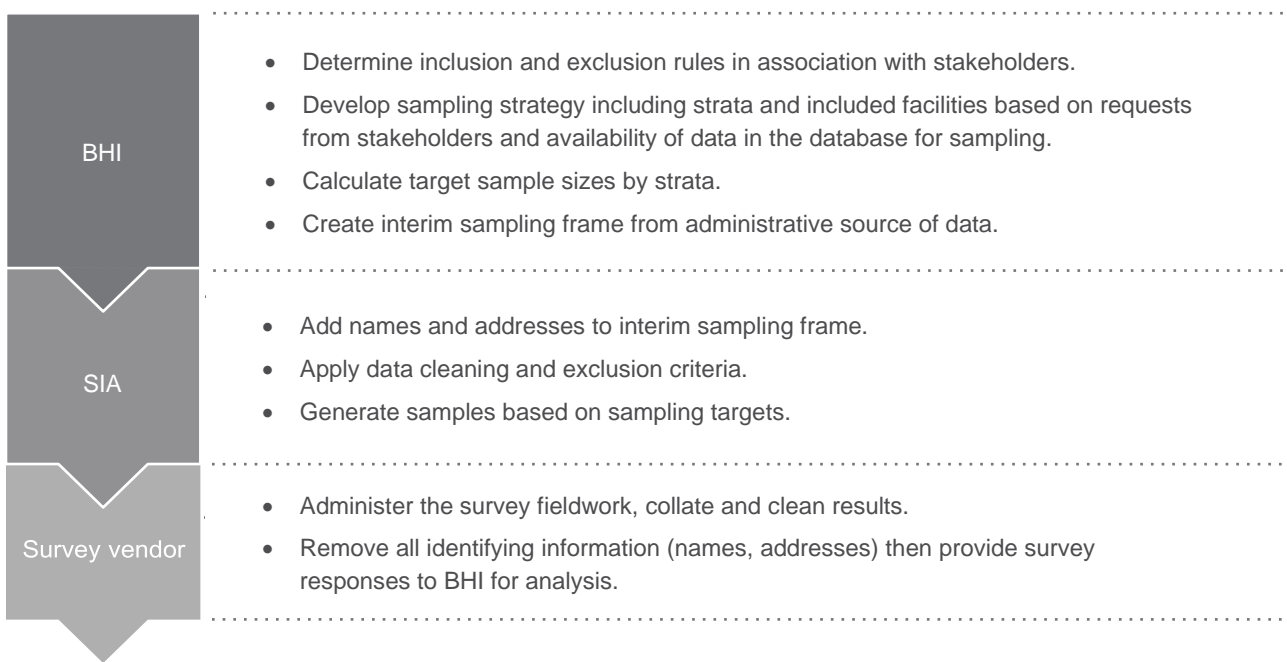 BHI
• Determine inclusion and exclusion rules in association with stakeholders.
• Develop sampling strategy including strata and included facilities based on requests
from stakeholders and availability of data in the database for sampling.
• Calculate target sample sizes by strata.
• Create interim sampling frame from administrative source of data.
SIA
• Add names and addresses to interim sampling frame.
• Apply data cleaning and exclusion criteria.
• Generate samples based on sampling targets.
Survey vendor
• Administer the survey fieldwork, collate and clean results.
• Remove all identifying information (names, addresses) then provide survey
responses to BHI for analysis.